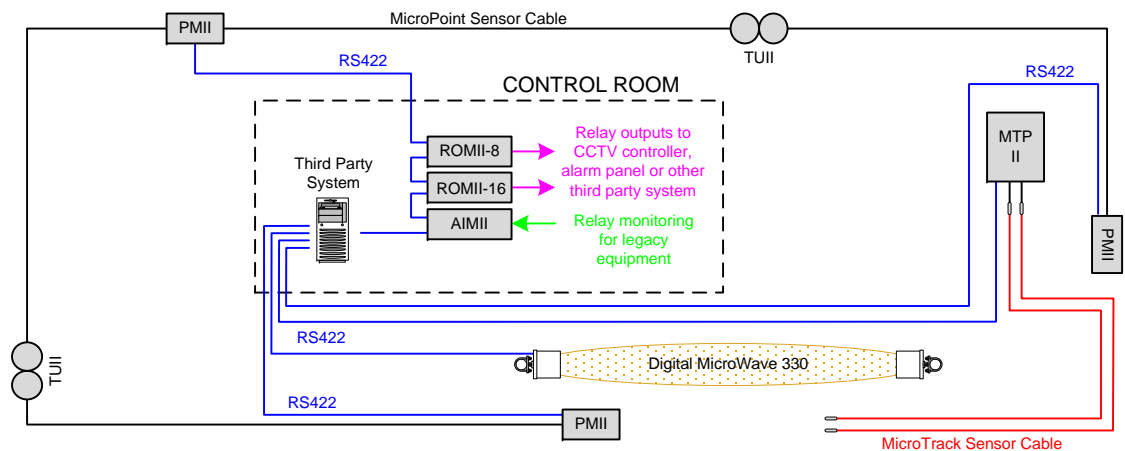 MicroPoint Sensor Cable
PMII
TUII
RS422
RS422
CONTROL ROOM
MTP
II
Relay outputs to
CCTV controller,
alarm panel or other
third party system
ROMII-8
Third Party
System
ROMII-16
AIMII
Relay monitoring
for legacy
equipment
PMII
RS422
TUII
Digital MicroWave 330
RS422
PMII
MicroTrack Sensor Cable